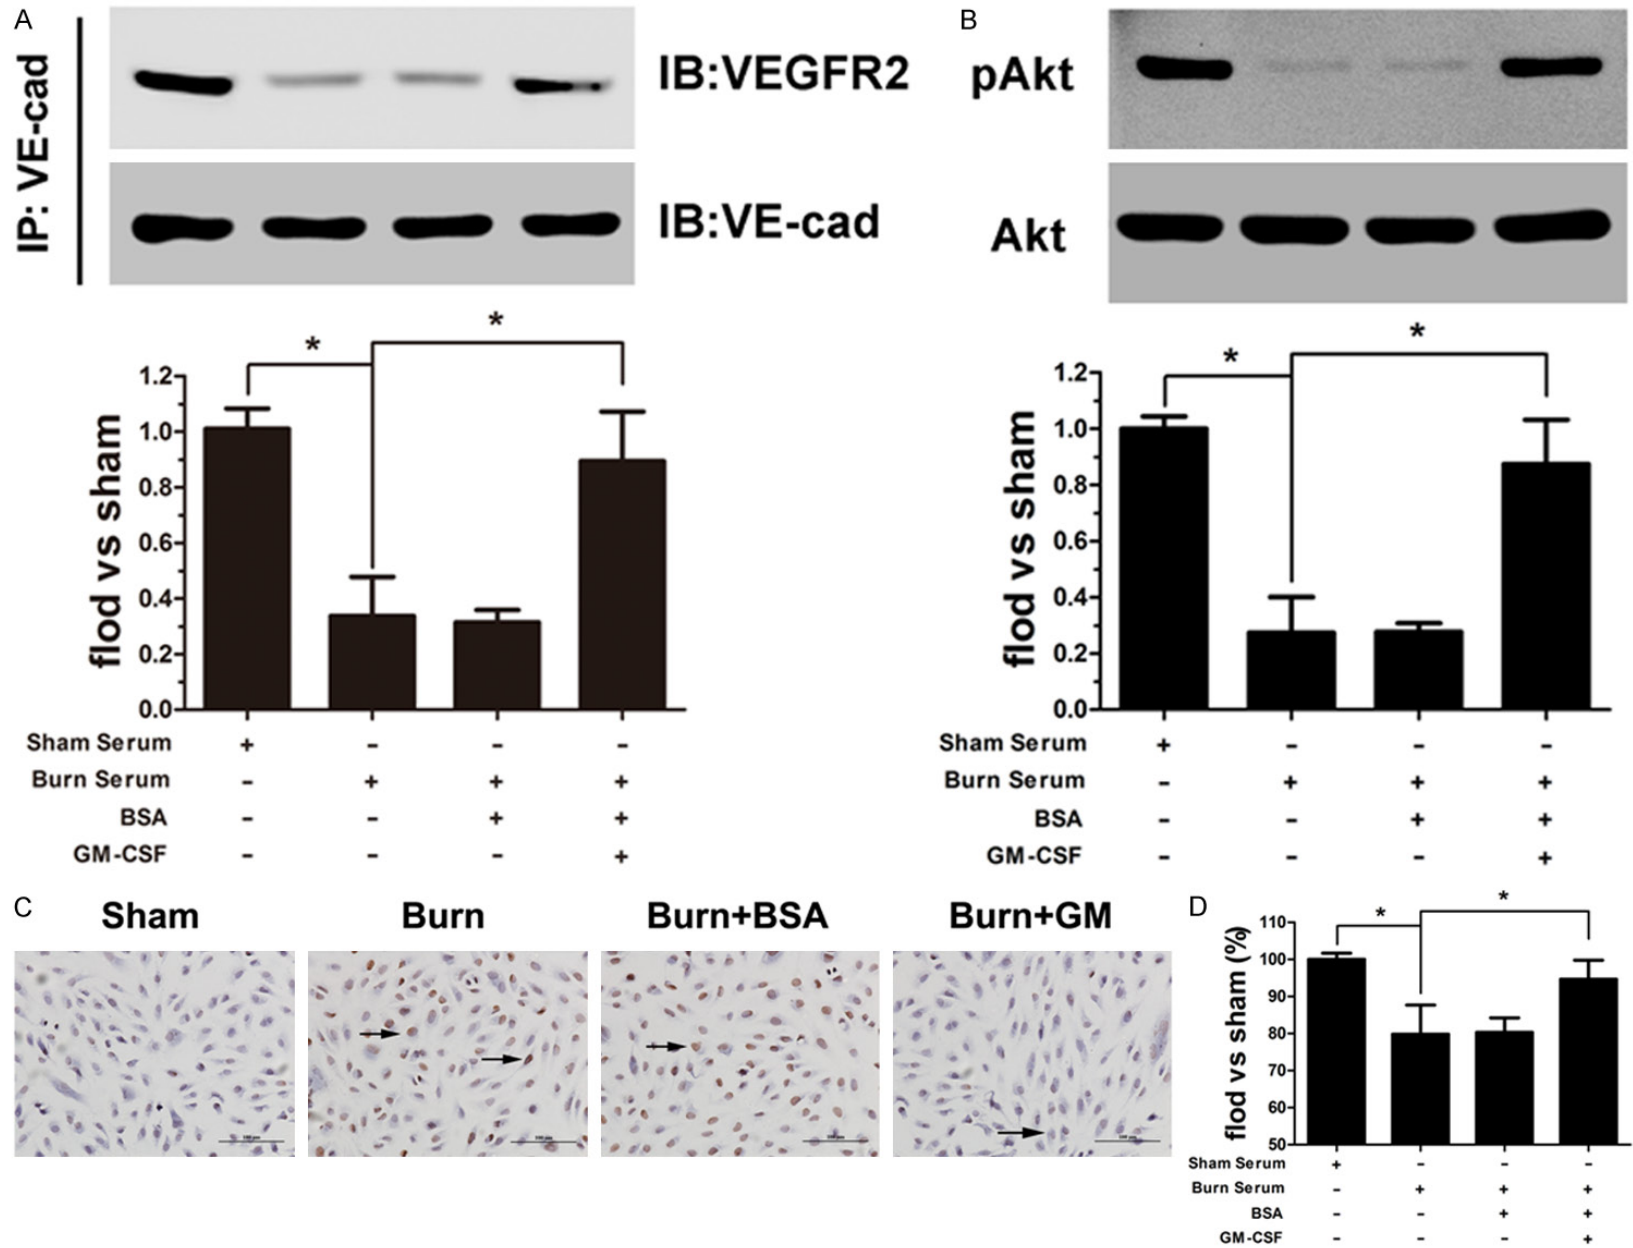 A
IP: VE-cad
IB:VEGFR2
IB:VE-cad
*
*
flod vs sham
1.2
1.0
0.8
0.6
0.4
0.2
0.0
Sham Serum + - - -
Burn Serum - + + +
BSA - - + +
GM-CSF - - - +
B
pAkt
Akt
*
*
flod vs sham
1.2
1.0
0.8
0.6
0.4
0.2
0.0
Sham Serum + - - -
Burn Serum - + + +
BSA - - + +
GM-CSF - - - +
C
Sham Burn Burn+BSA Burn+GM
D
*
*
flod vs sham (%)
110
100
90
80
70
60
50
Sham Serum + - - -
Burn Serum - + + +
BSA - - + +
GM-CSF - - - +